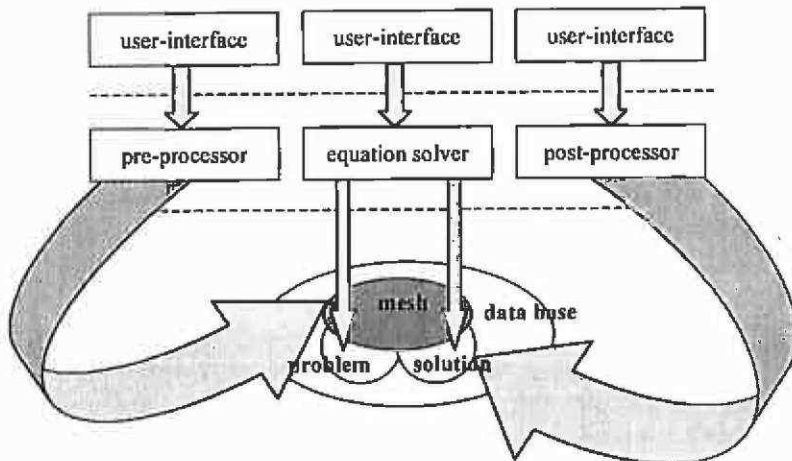 user-interface user-interface user-interface
pre-processor equation solver post-processor
mesh
data base
problem solution